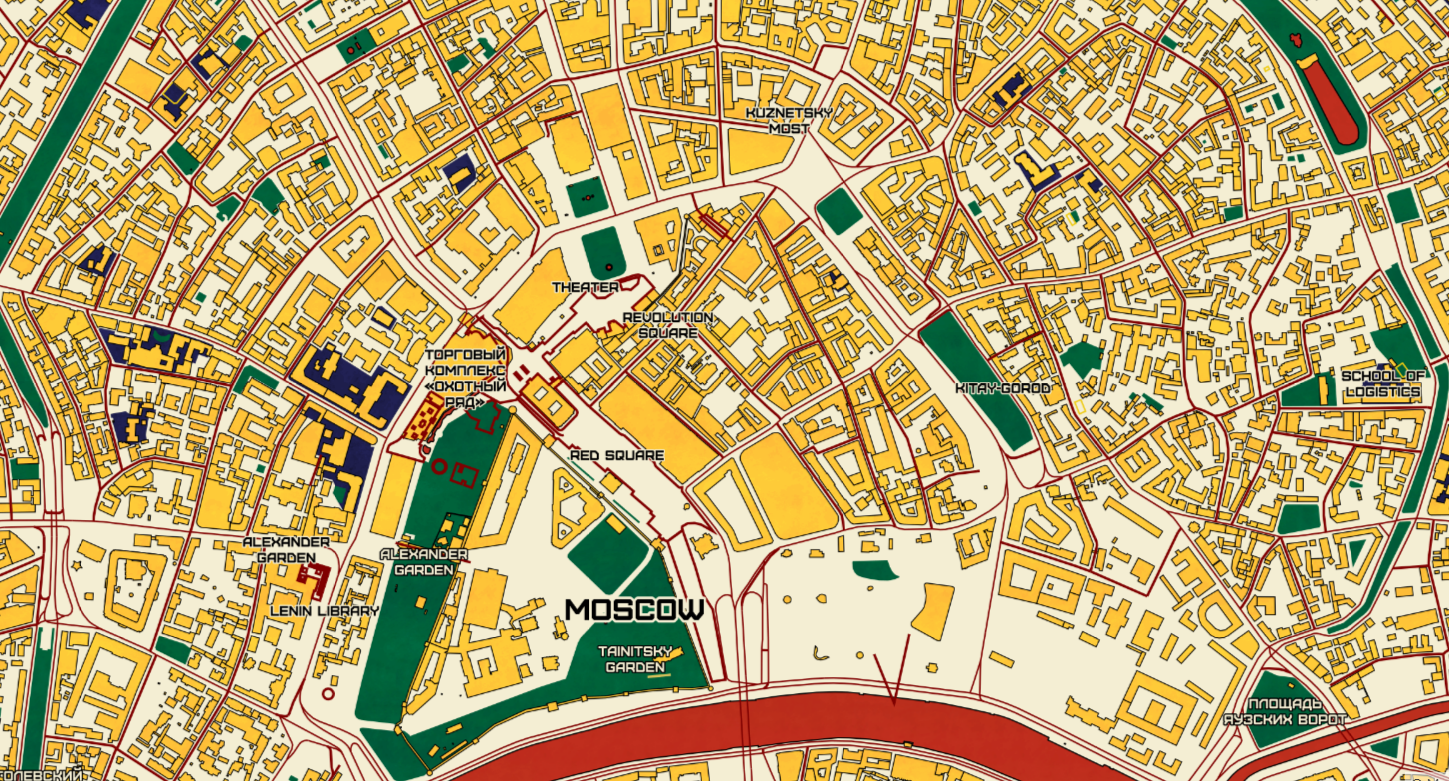 KUZNETSKY
MOST
THEATER
REVOLUTION
SQUARE
ТОРГОВЫЙ
КОМПЛЕКС
«ОХОТНЫЙ
РЯД»
SCHOOL OF
LOGISTICS
KITAY-GOROD
RED SQUARE
ALEXANDER
GARDEN
ALEXANDER
GARDEN
LENIN LIBRARY
MOSCOW
TAINITSKY
GARDEN
ПЛОЩАДЬ
ЯУЗСКИХ ВОРОТ